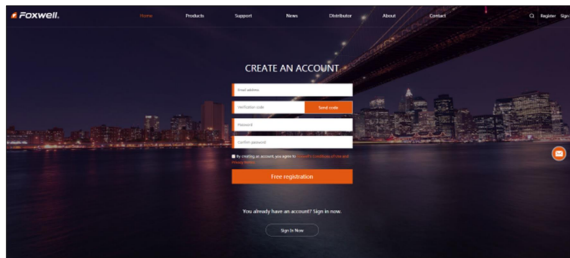 Foxwell.
Home Products Support News Distributor About Contact Register Sign
CREATE AN ACCOUNT
Email address
Verification code Send code
Password
Confirm password
By creating an account, you agree to
Free registration
You already have an account? Sign in now.
Sign In Now